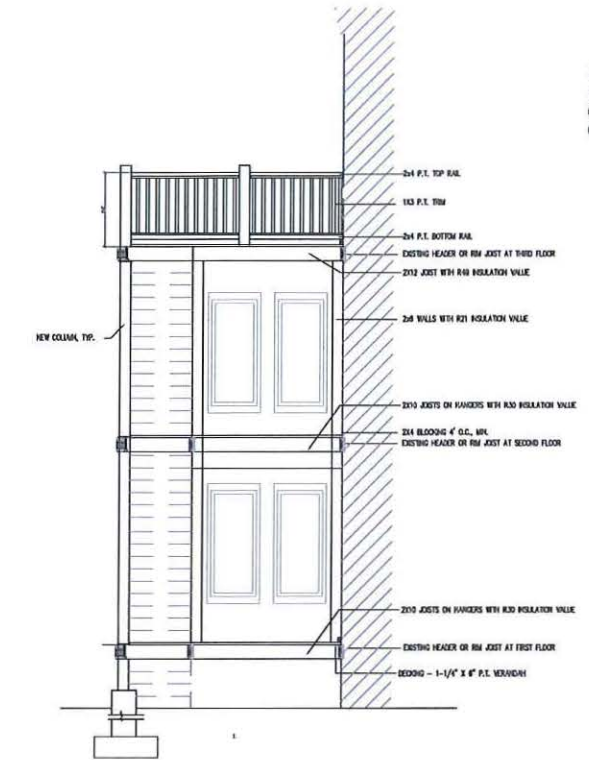 2x4 P.T. TOP RAIL
1X3 P.T. TRIM
2x4 P.T. BOTTOM RAIL
EXISTING HEADER OR RIM JOIST AT THIRD FLOOR
2X12 JOIST WITH R49 INSULATION VALUE
2x6 WALLS WITH R21 INSULATION VALUE
NEW COLUMN, TYP.
2X10 JOISTS ON HANGERS WITH R30 INSULATION VALUE
2X4 BLOCKING 4' O.C., MIN.
EXISTING HEADER OR RIM JOIST AT SECOND FLOOR
2X10 JOISTS ON HANGERS WITH R30 INSULATION VALUE
EXISTING HEADER OR RIM JOIST AT FIRST FLOOR
DECKING - 1-1/4" X 6" P.T. VERANDAH